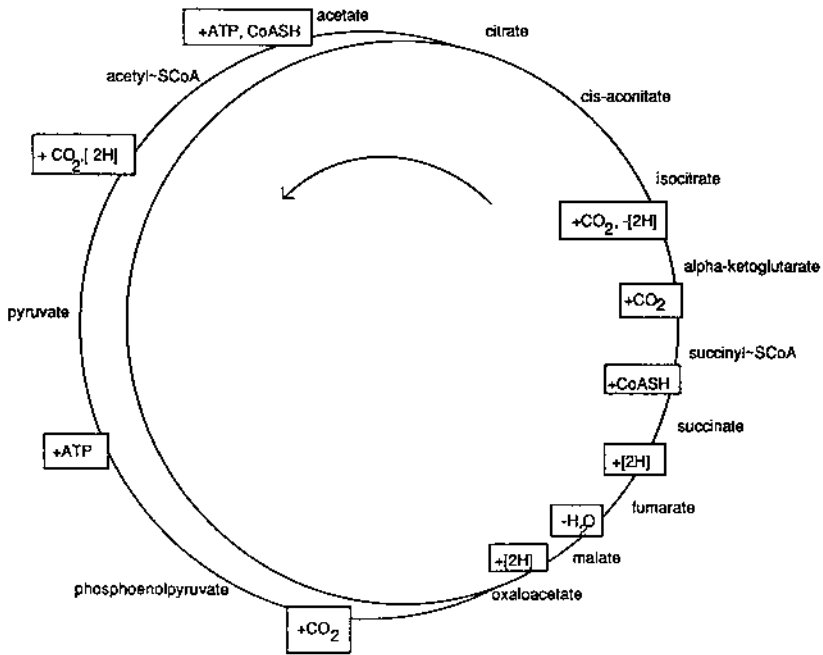 acetate
+ATP, CoASH
citrate
acetyl~SCoA
cis-aconitate
+ CO2,[ 2H]
isocitrate
+CO2, -[2H]
alpha-ketoglutarate
+CO2
pyruvate
succinyl~SCoA
+CoASH
succinate
+ATP
+[2H]
fumarate
-H2O
malate
+[2H]
phosphoenolpyruvate
oxaloacetate
+CO2